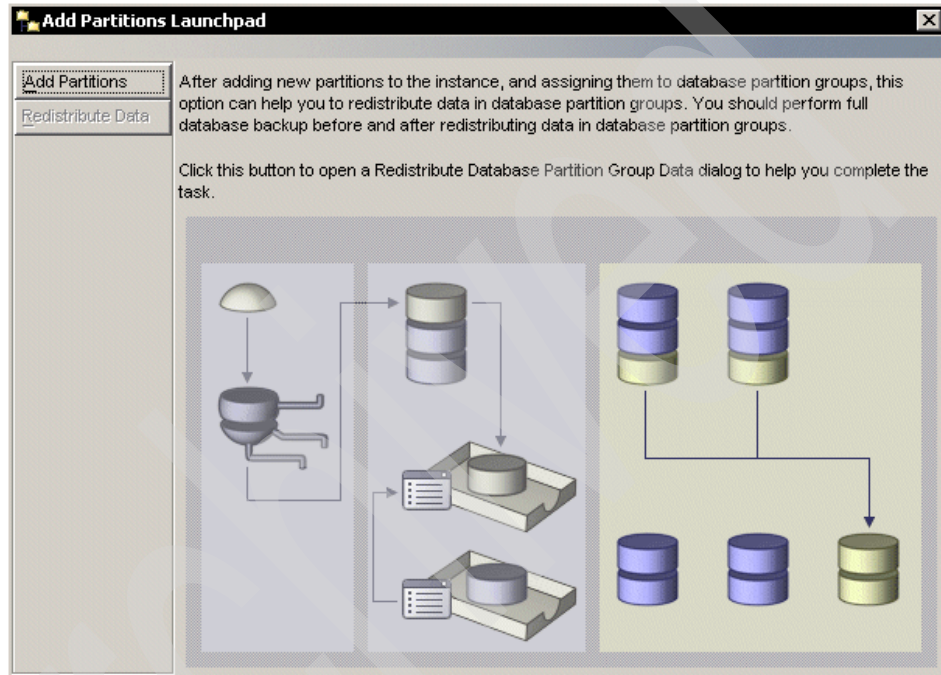 Add Partitions Launchpad
Add Partitions
Redistribute Data
After adding new partitions to the instance, and assigning them to database partition groups, this
option can help you to redistribute data in database partition groups. You should perform full
database backup before and after redistributing data in database partition groups.
Click this button to open a Redistribute Database Partition Group Data dialog to help you complete the
task.